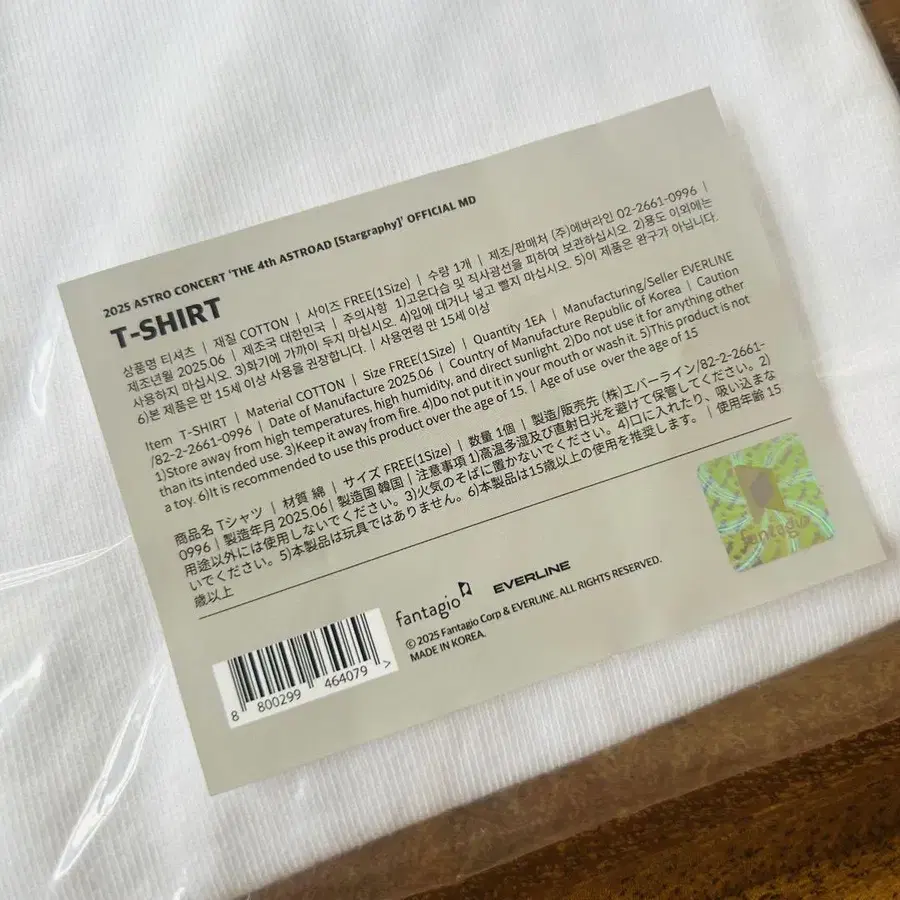 2025 ASTRO CONCERT 'THE 4th ASTROAD [Stargraphy]' OFFICIAL MD
T-SHIRT
상품명 티셔츠 | 재질 COTTON | 사이즈 FREE(1Size) | 수량 1개 | 제조/판매처 (주)에버라인 02-2661-0996 |
제조년월 2025.06 | 제조국 대한민국 | 주의사항 1)고온다습 및 직사광선을 피하여 보관하십시오. 2)용도 이외에는
사용하지 마십시오. 3)화기에 가까이 두지 마십시오. 4)입에 대거나 넣고 빨지 마십시오. 5)이 제품은 완구가 아닙니다.
6)본 제품은 만 15세 이상 사용을 권장합니다. | 사용연령 만 15세 이상
Item T-SHIRT | Material COTTON | Size FREE(1Size) | Quantity 1EA | Manufacturing/Seller EVERLINE
/82-2-2661-0996 | Date of Manufacture 2025.06 | Country of Manufacture Republic of Korea | Caution
1)Store away from high temperatures, high humidity, and direct sunlight. 2)Do not use it for anything other
than its intended use. 3)Keep it away from fire. 4)Do not put it in your mouth or wash it. 5)This product is not
a toy. 6)It is recommended to use this product over the age of 15. | Age of use over the age of 15
商品名 Tシャツ | 材質 綿 | サイズ FREE(1Size) | 数量 1個 | 製造/販売先 (株)エバーライン/82-2-2661-
0996 | 製造年月 2025.06 | 製造国 韓国 | 注意事項 1)高温多湿及び直射日光を避けて保管してください。2)
用途以外には使用しないでください。3)火気のそばに置かないでください。4)口に入れたり、吸い込まな
いでください。5)本製品は玩具ではありません。6)本製品は15歳以上の使用を推奨します。 | 使用年齢 15
歳以上
fantagio
EVERLINE
© 2025 Fantagio Corp & EVERLINE. ALL RIGHTS RESERVED.
MADE IN KOREA.
8 800299 464079 >
fantagio